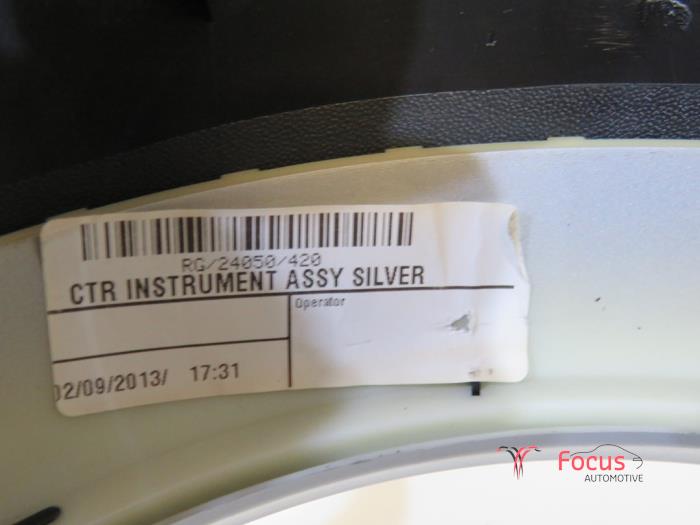 RG/24050/420
CTR INSTRUMENT ASSY SILVER
Operator
02/09/2013/ 17:31
Focus
AUTOMOTIVE